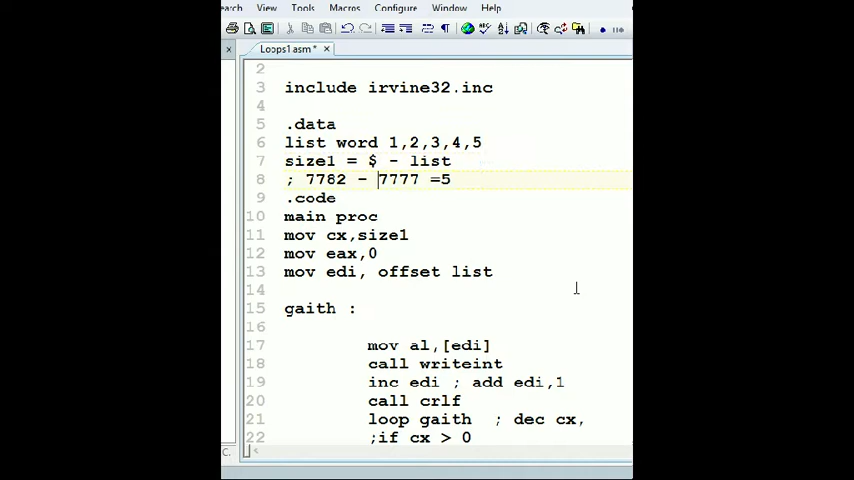 earch View Tools Macros Configure Window Help
Loops1.asm *
2
3 include irvine32.inc
4
5 .data
6 list word 1,2,3,4,5
7 size1 = $ - list
8 ; 7782 - 7777 =5
9 .code
10 main proc
11 mov cx,size1
12 mov eax,0
13 mov edi, offset list
14
15 gaith :
16
17 mov al,[edi]
18 call writeint
19 inc edi ; add edi,1
20 call crlf
21 loop gaith ; dec cx,
22 ;if cx > 0
C.